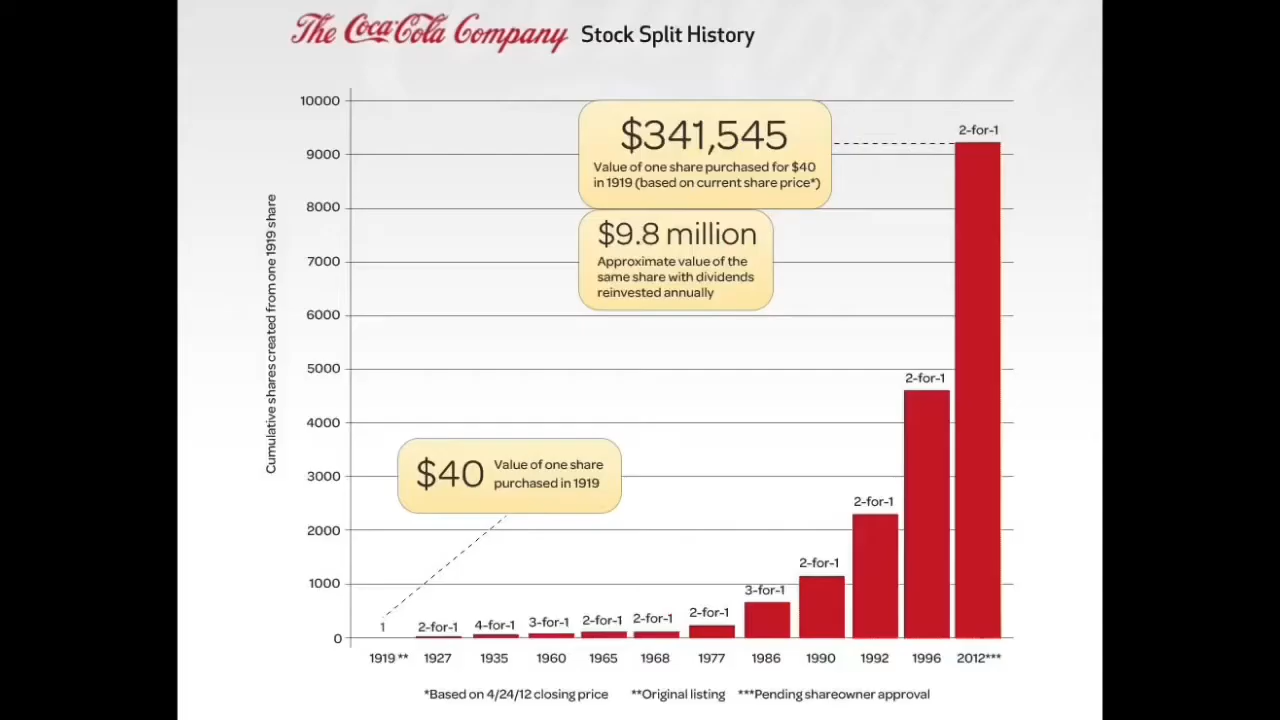 The Coca-Cola Company Stock Split History
10000
9000
8000
7000
6000
5000
4000
3000
2000
1000
0
Cumulative shares created from one 1919 share
$341,545
Value of one share purchased for $40
in 1919 (based on current share price*)
$9.8 million
Approximate value of the
same share with dividends
reinvested annually
$40
Value of one share
purchased in 1919
1
2-for-1
4-for-1
3-for-1
2-for-1
2-for-1
2-for-1
3-for-1
2-for-1
2-for-1
2-for-1
2-for-1
1919 ** 1927 1935 1960 1965 1968 1977 1986 1990 1992 1996 2012***
*Based on 4/24/12 closing price **Original listing ***Pending shareowner approval